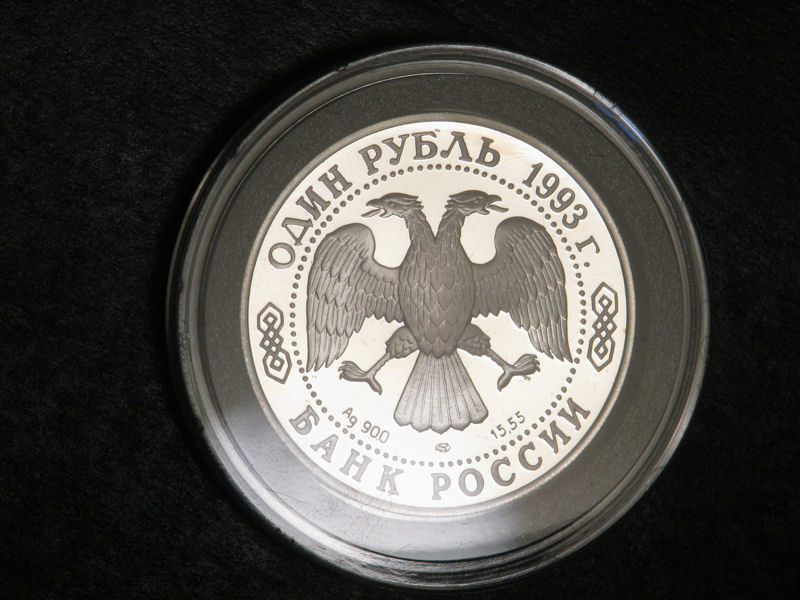 ОДИН РУБЛЬ 1993 г.
Ag 900
15,55
БАНК РОССИИ